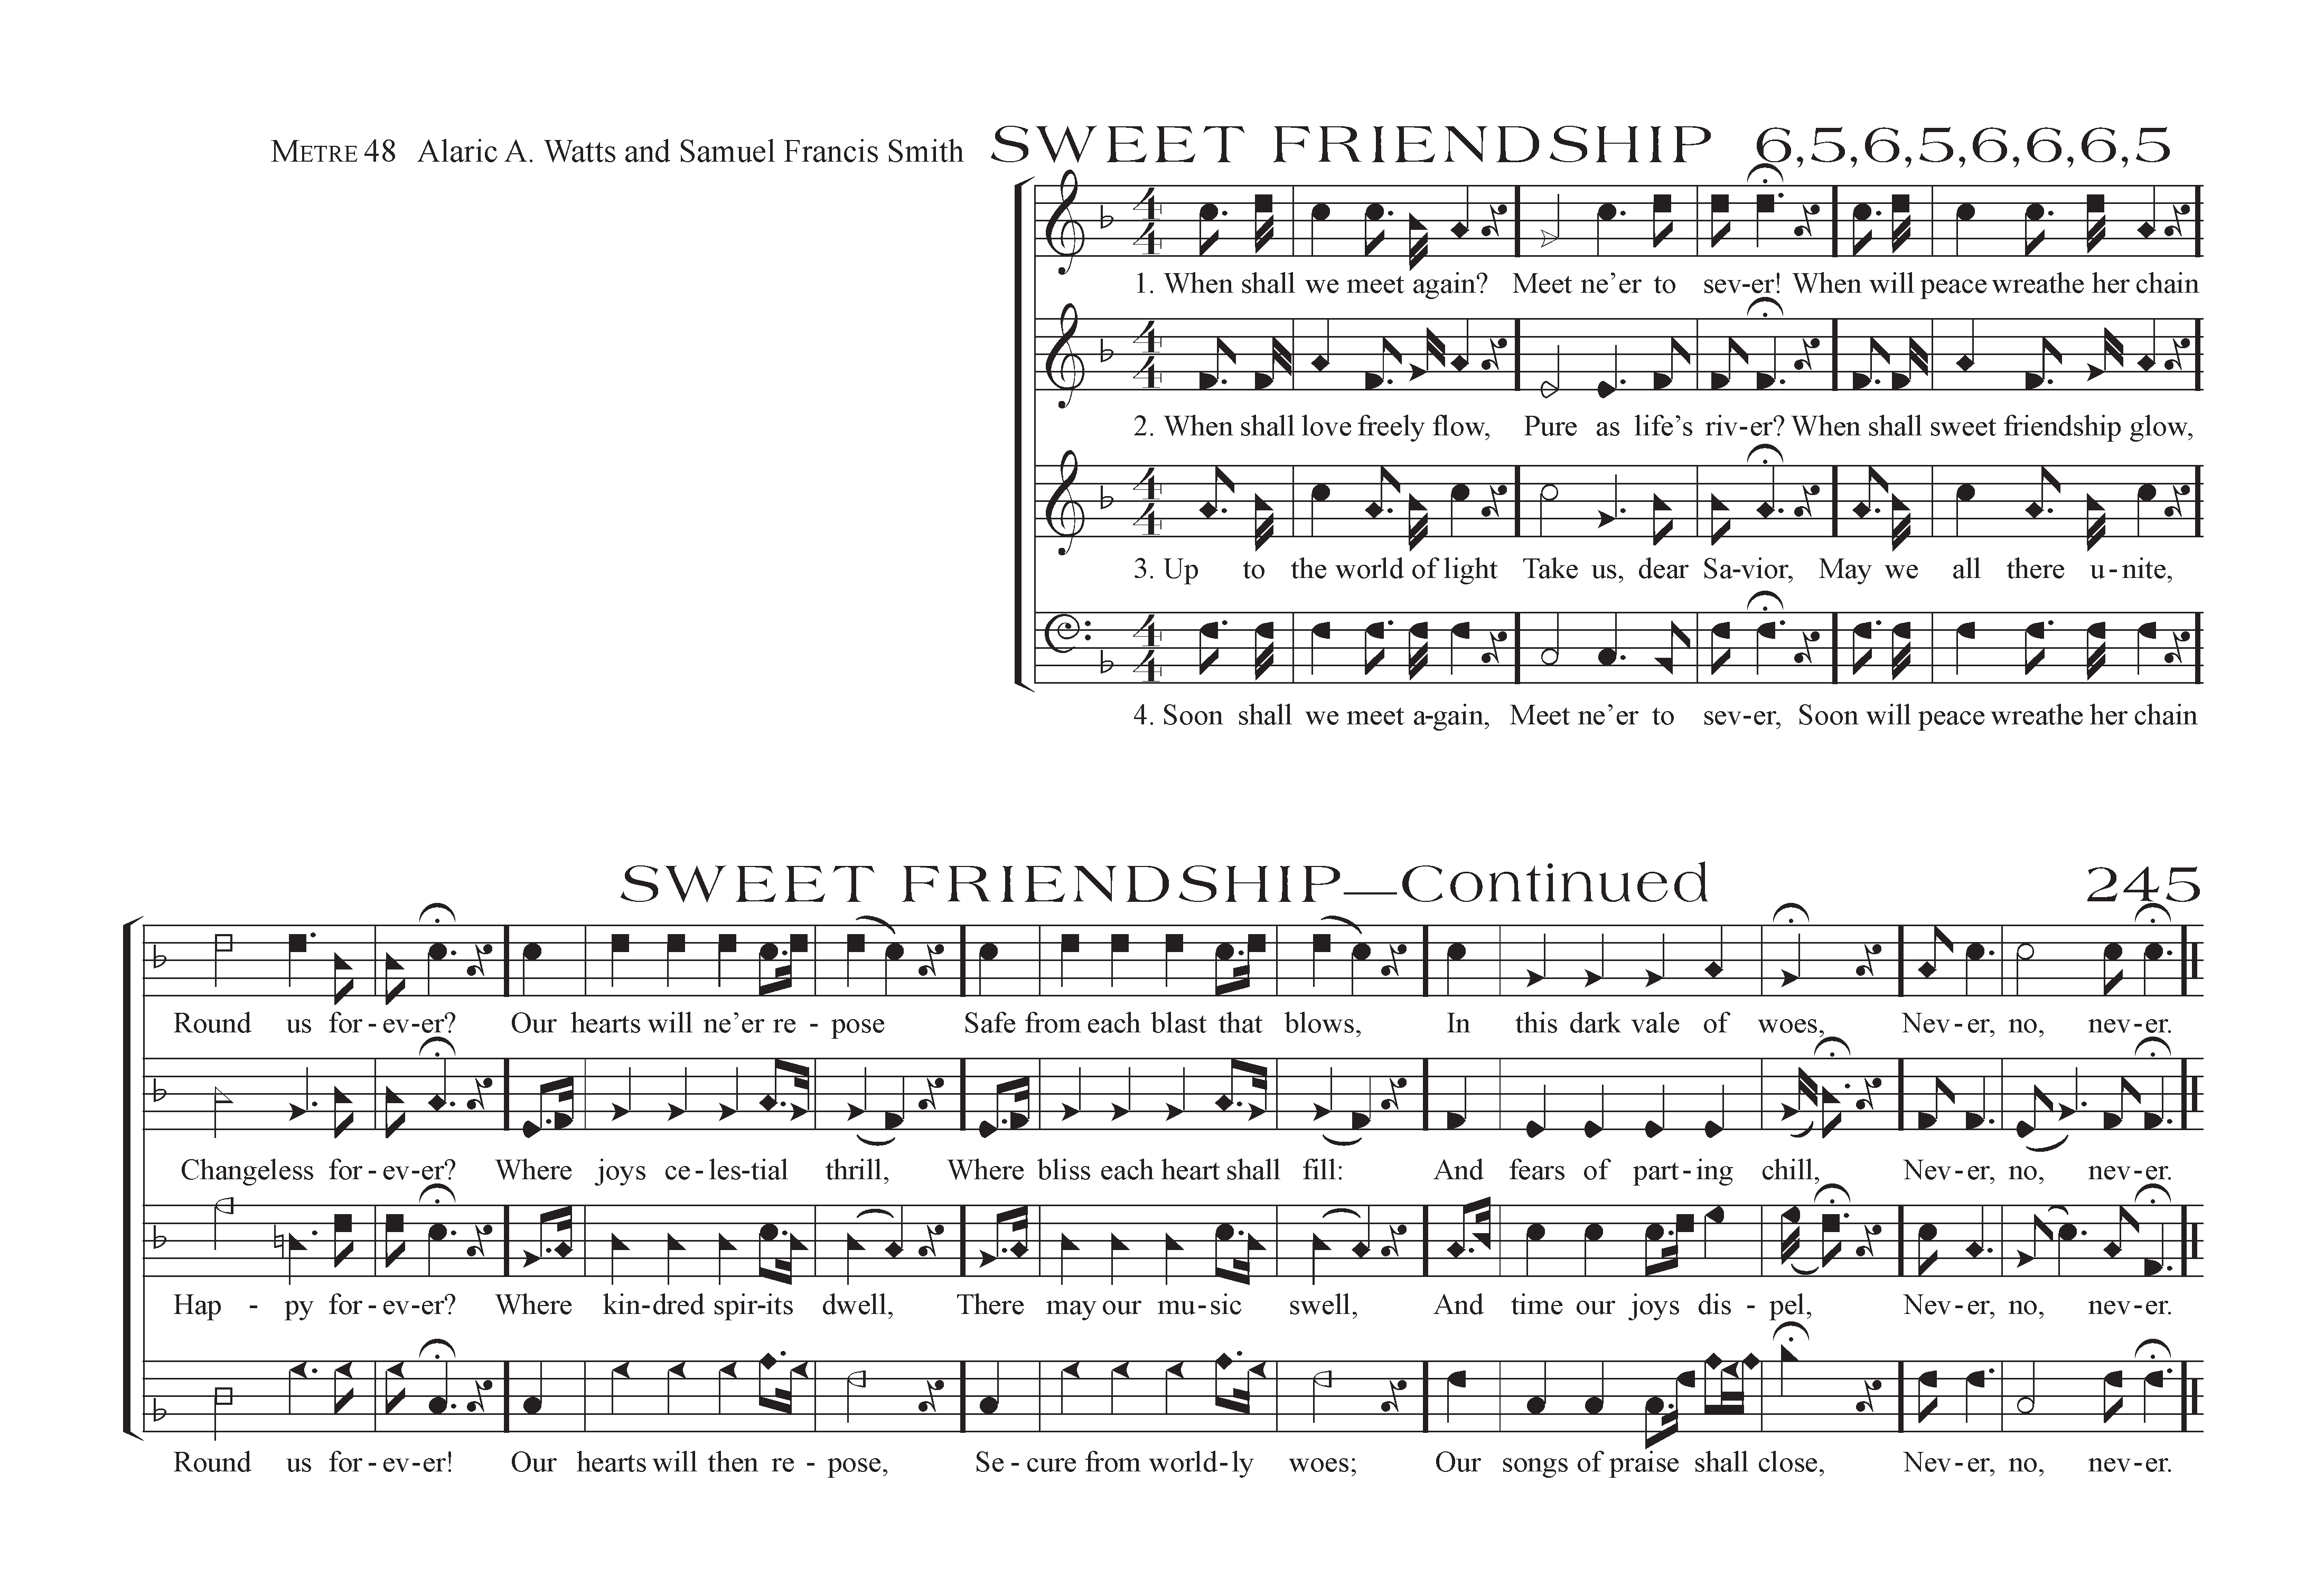 METRE 48 Alaric A. Watts and Samuel Francis Smith SWEET FRIENDSHIP 6,5,6,5,6,6,6,5
1. When shall we meet again? Meet ne’er to sev-er! When will peace wreathe her chain
2. When shall love freely flow, Pure as life’s riv-er? When shall sweet friendship glow,
3. Up to the world of light Take us, dear Sa-vior, May we all there u-nite,
4. Soon shall we meet a-gain, Meet ne’er to sev-er, Soon will peace wreathe her chain
SWEET FRIENDSHIP—Continued 245
Round us for-ev-er? Our hearts will ne’er re-pose Safe from each blast that blows, In this dark vale of woes, Nev-er, no, nev-er.
Changeless for-ev-er? Where joys ce-les-tial thrill, Where bliss each heart shall fill: And fears of part-ing chill, Nev-er, no, nev-er.
Hap-py for-ev-er? Where kin-dred spir-its dwell, There may our mu-sic swell, And time our joys dis-pel, Nev-er, no, nev-er.
Round us for-ev-er! Our hearts will then re-pose, Se-cure from world-ly woes; Our songs of praise shall close, Nev-er, no, nev-er.